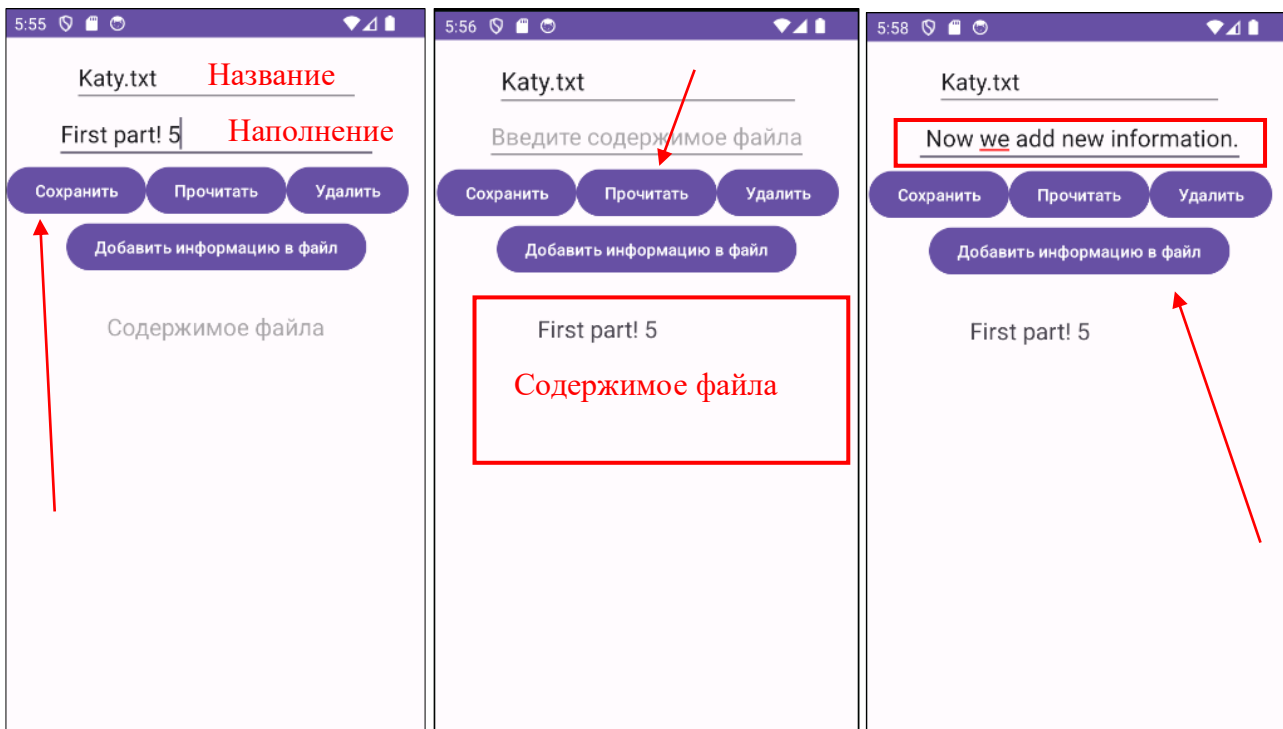 5:55
Katy.txt Название
First part! 5 Наполнение
Сохранить Прочитать Удалить
Добавить информацию в файл
Содержимое файла
5:56
Katy.txt
Введите содержимое файла
Сохранить Прочитать Удалить
Добавить информацию в файл
First part! 5
Содержимое файла
5:58
Katy.txt
Now we add new information.
Сохранить Прочитать Удалить
Добавить информацию в файл
First part! 5